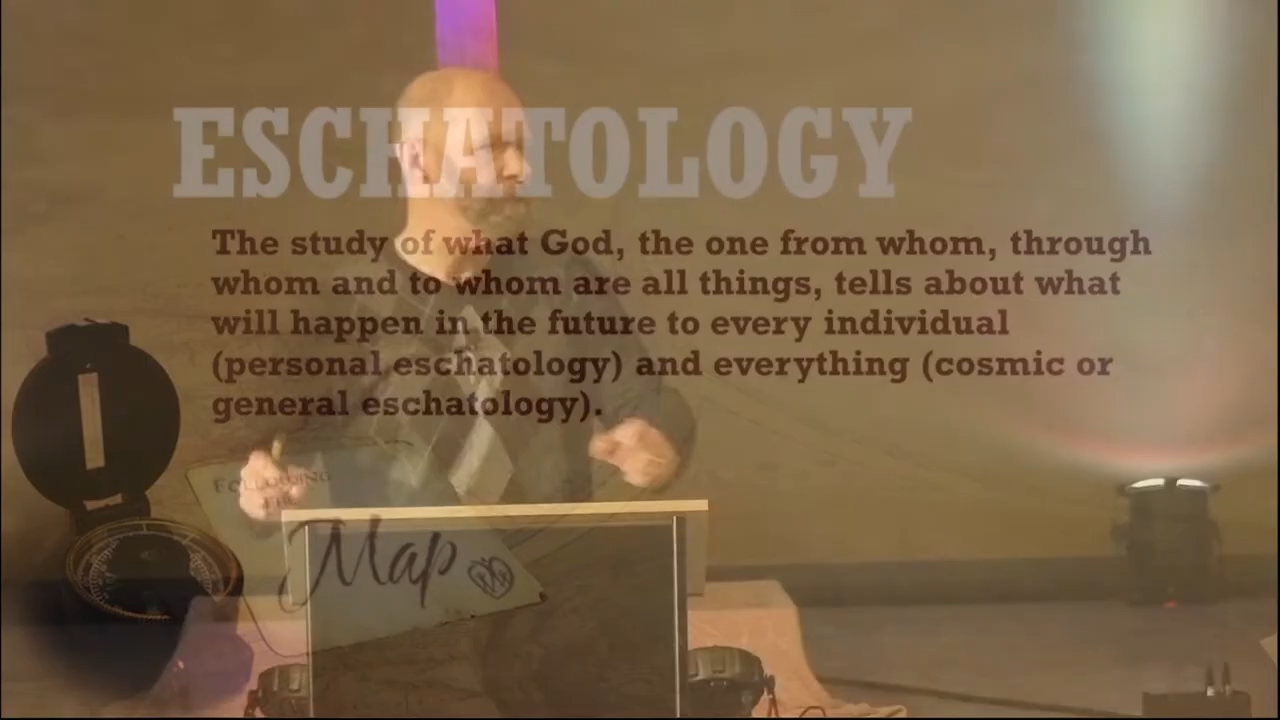 ESCHATOLOGY
The study of what God, the one from whom, through
whom and to whom are all things, tells about what
will happen in the future to every individual
(personal eschatology) and everything (cosmic or
general eschatology).
FOLLOWING
THE
Map